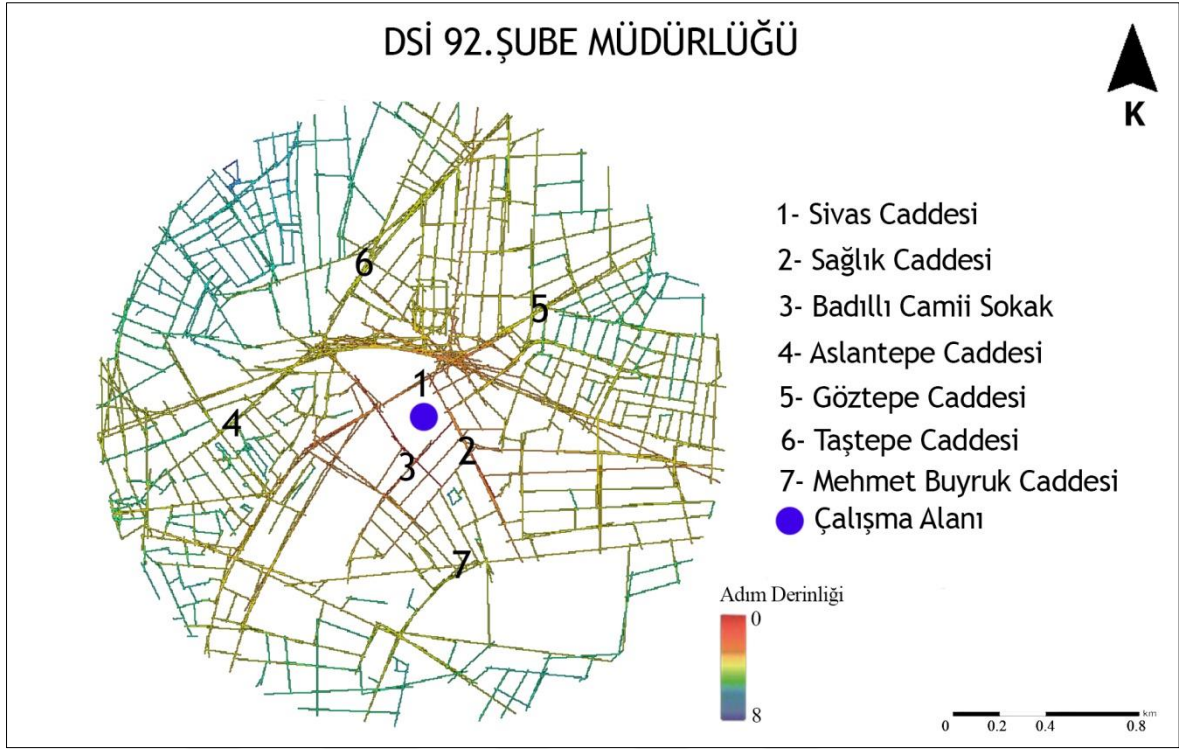 DSİ 92.ŞUBE MÜDÜRLÜĞÜ
K
1- Sivas Caddesi
2- Sağlık Caddesi
3- Badıllı Camii Sokak
4- Aslantepe Caddesi
5- Göztepe Caddesi
6- Taştepe Caddesi
7- Mehmet Buyruk Caddesi
Çalışma Alanı
6
5
1
4
2
3
7
Adım Derinliği
0
8
km
0 0.2 0.4 0.8